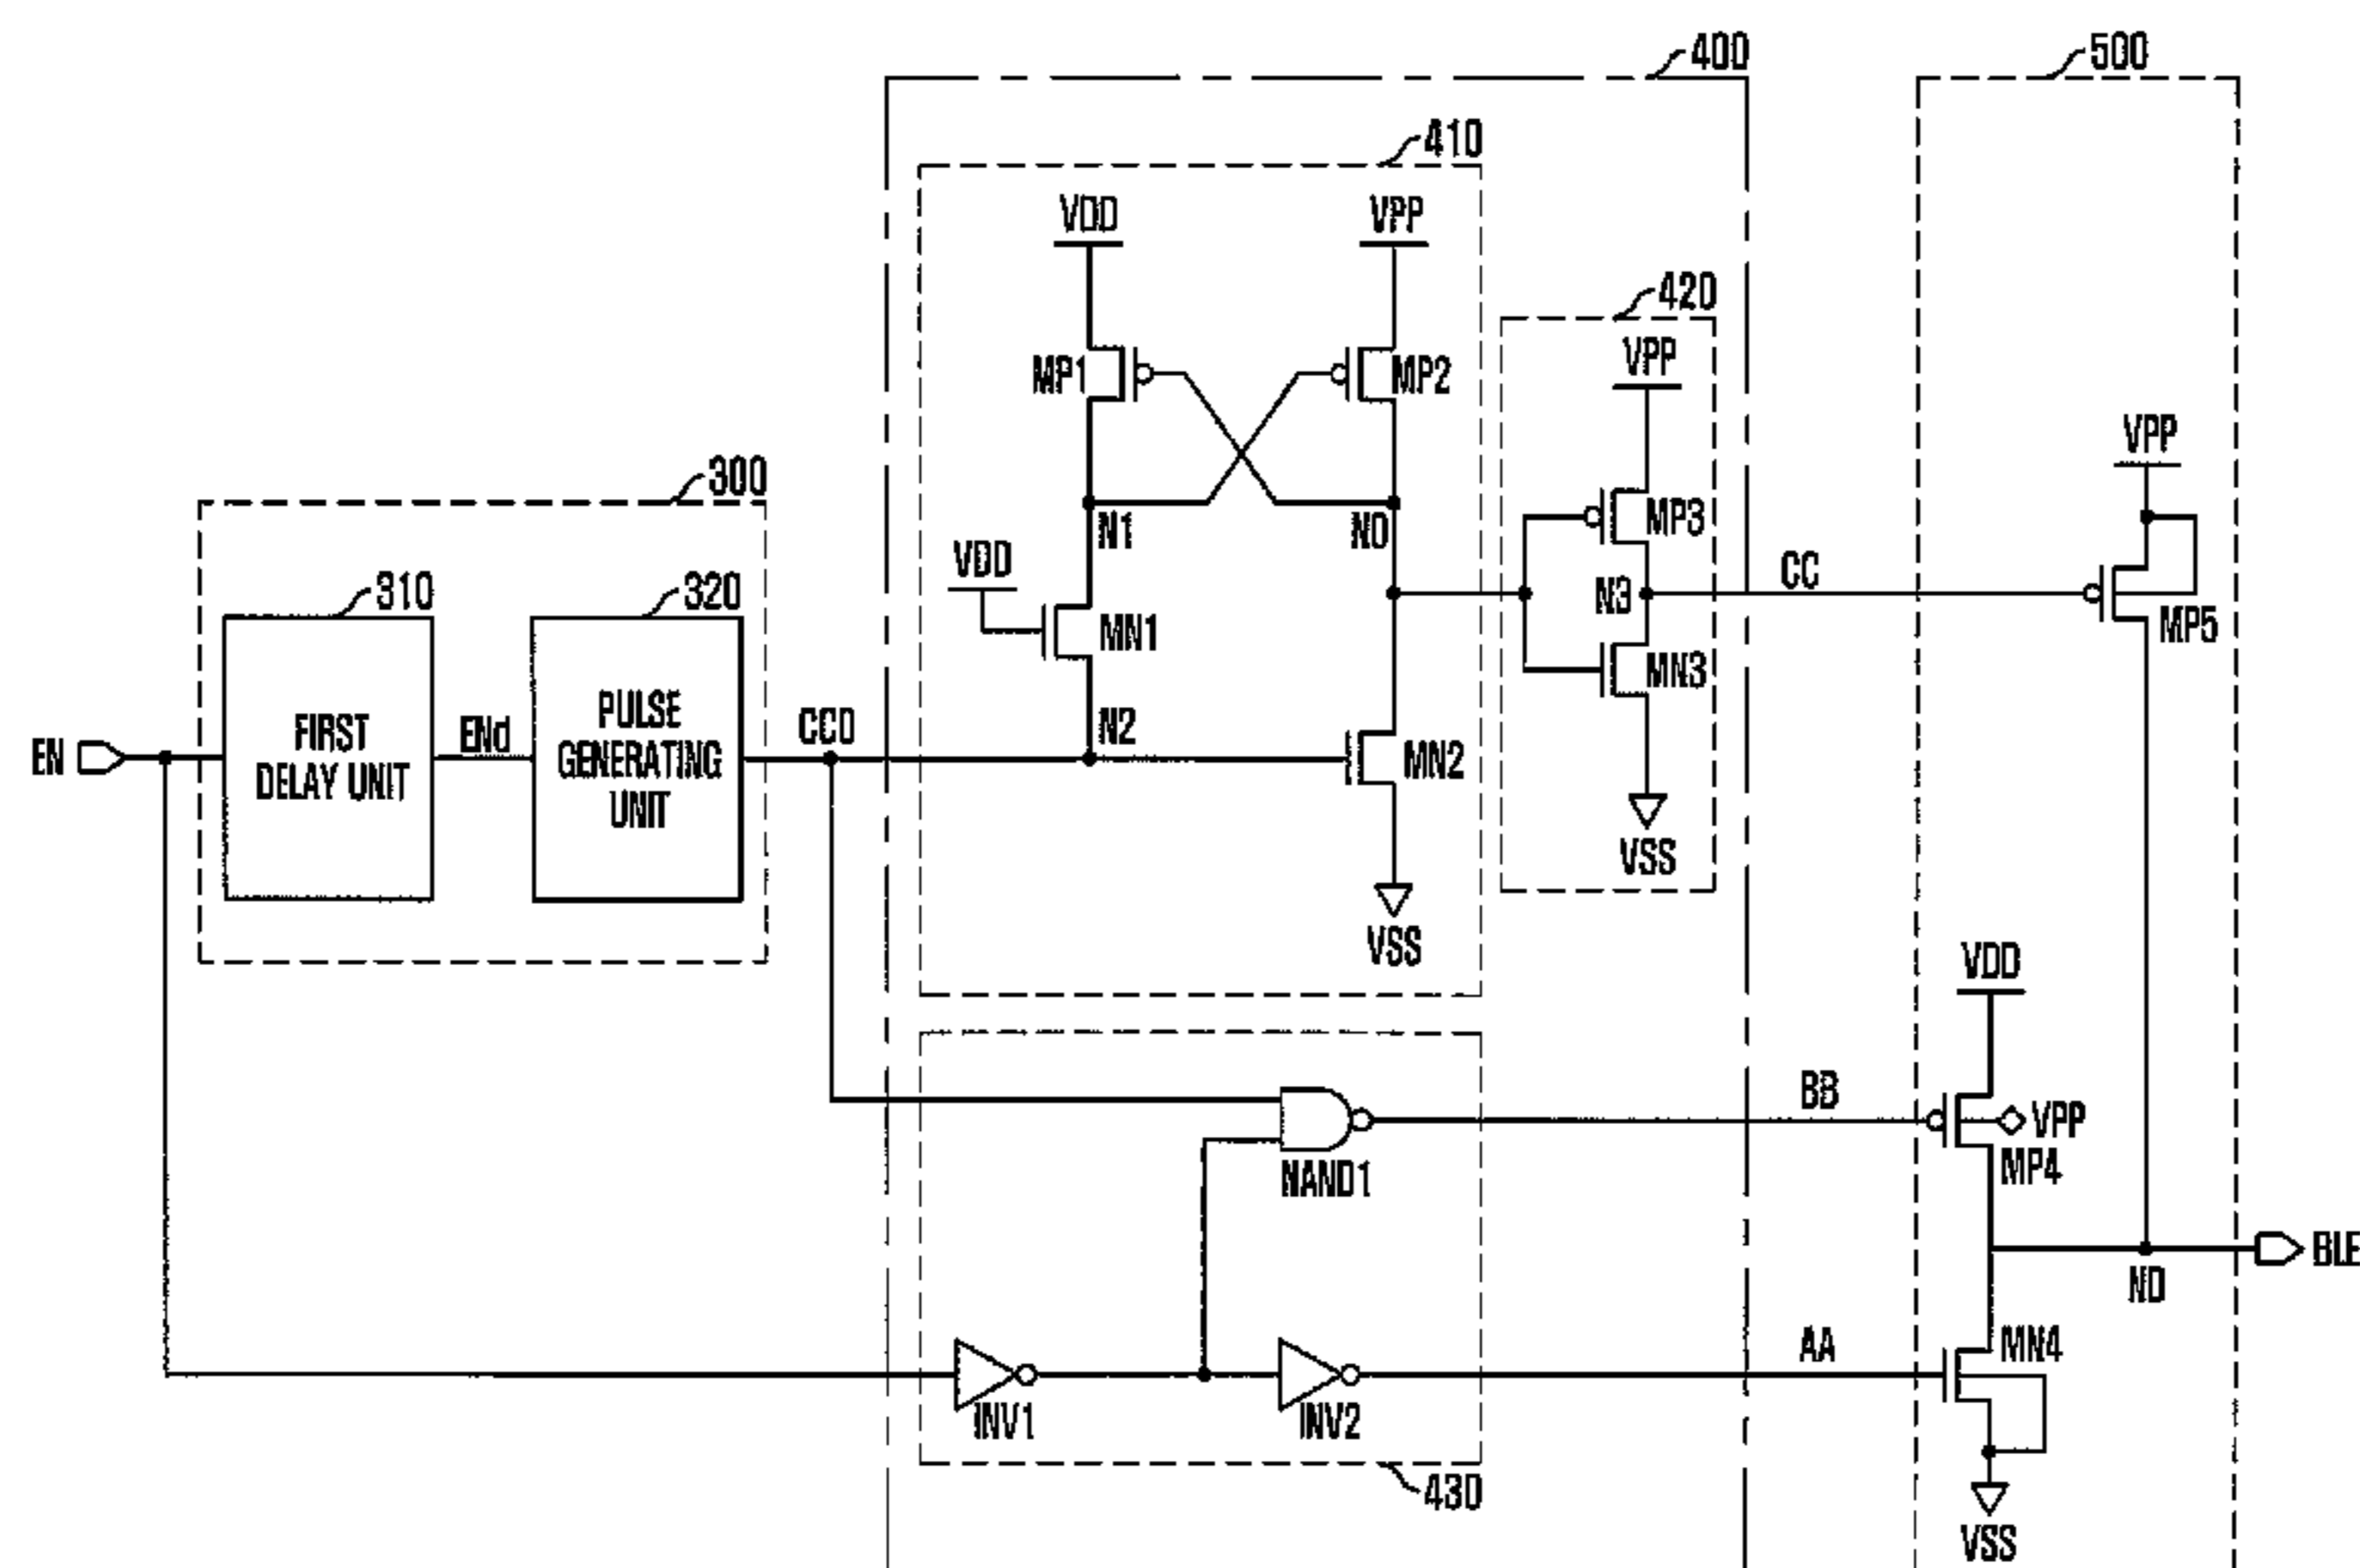 400
500
410
VDD
VPP
420
VPP
MP1
MP2
VPP
300
N1
NO
MP3
VDD
CC
310
320
N3
MN1
MP5
MN3
FIRST
DELAY UNIT
ENd
PULSE
GENERATING
UNIT
CCD
N2
EN
MN2
VSS
VSS
VDD
BB
VPP
NAND1
MP4
BLE
ND
AA
MN4
INV1
INV2
430
VSS